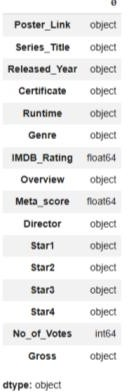 0
Poster_Link object
Series_Title object
Released_Year object
Certificate object
Runtime object
Genre object
IMDB_Rating float64
Overview object
Meta_score float64
Director object
Star1 object
Star2 object
Star3 object
Star4 object
No_of_Votes int64
Gross object
dtype: object